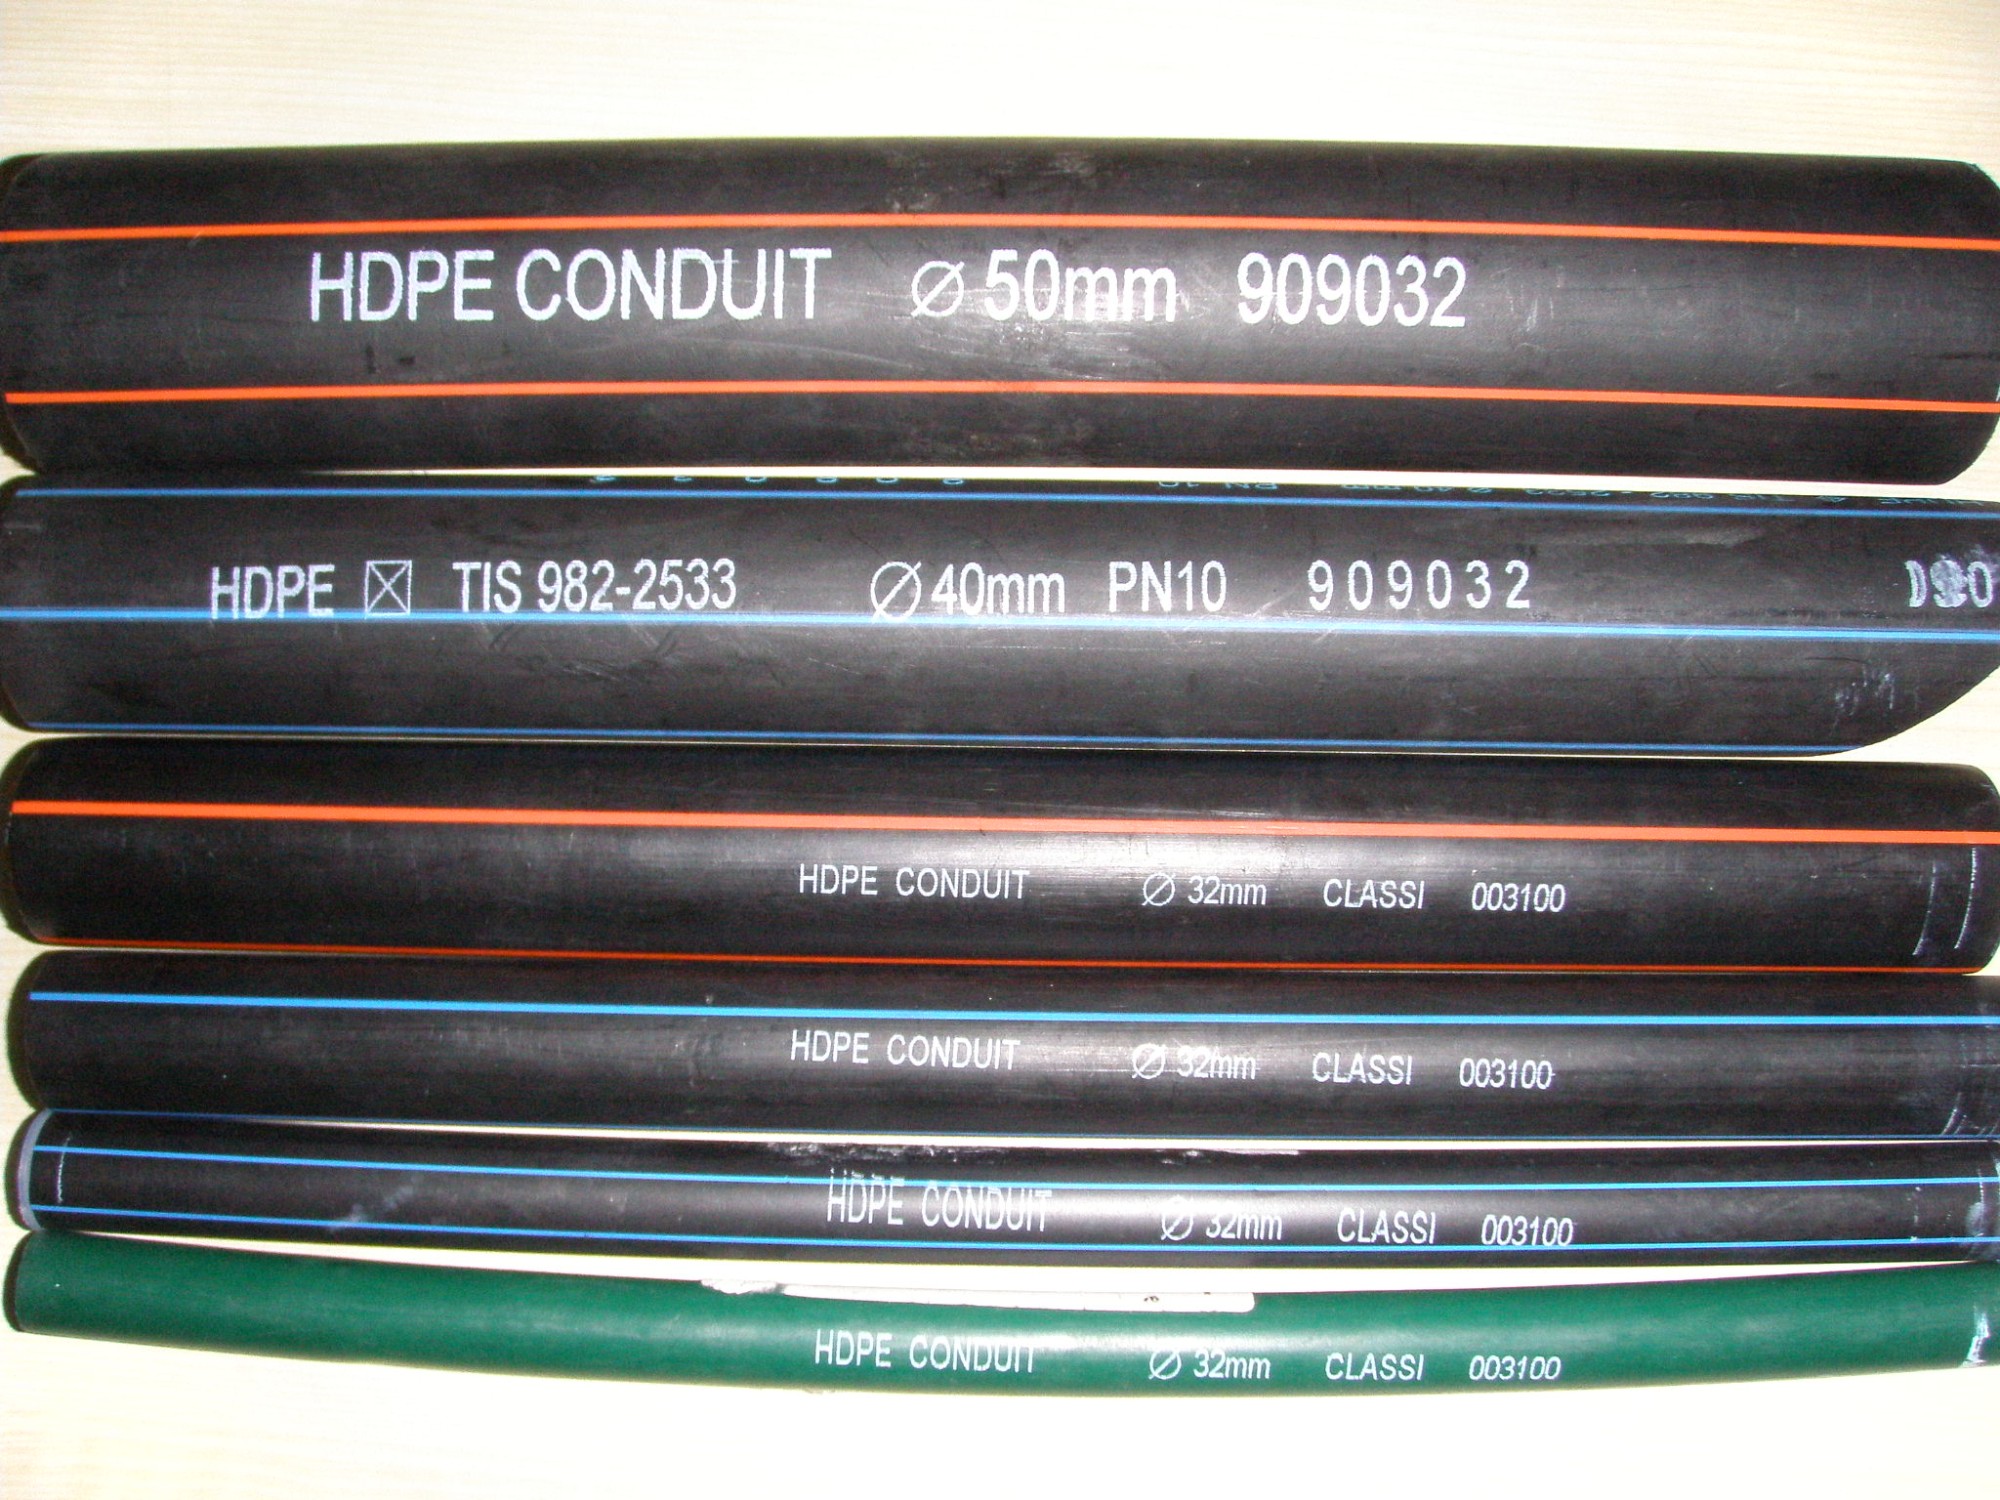 HDPE CONDUIT Ø 50mm 909032
HDPE TIS 982-2533 Ø 40mm PN10 909032
HDPE CONDUIT Ø 32mm CLASSI 003100
HDPE CONDUIT Ø 32mm CLASSI 003100
HDPE CONDUIT Ø 32mm CLASSI 003100
HDPE CONDUIT Ø 32mm CLASSI 003100